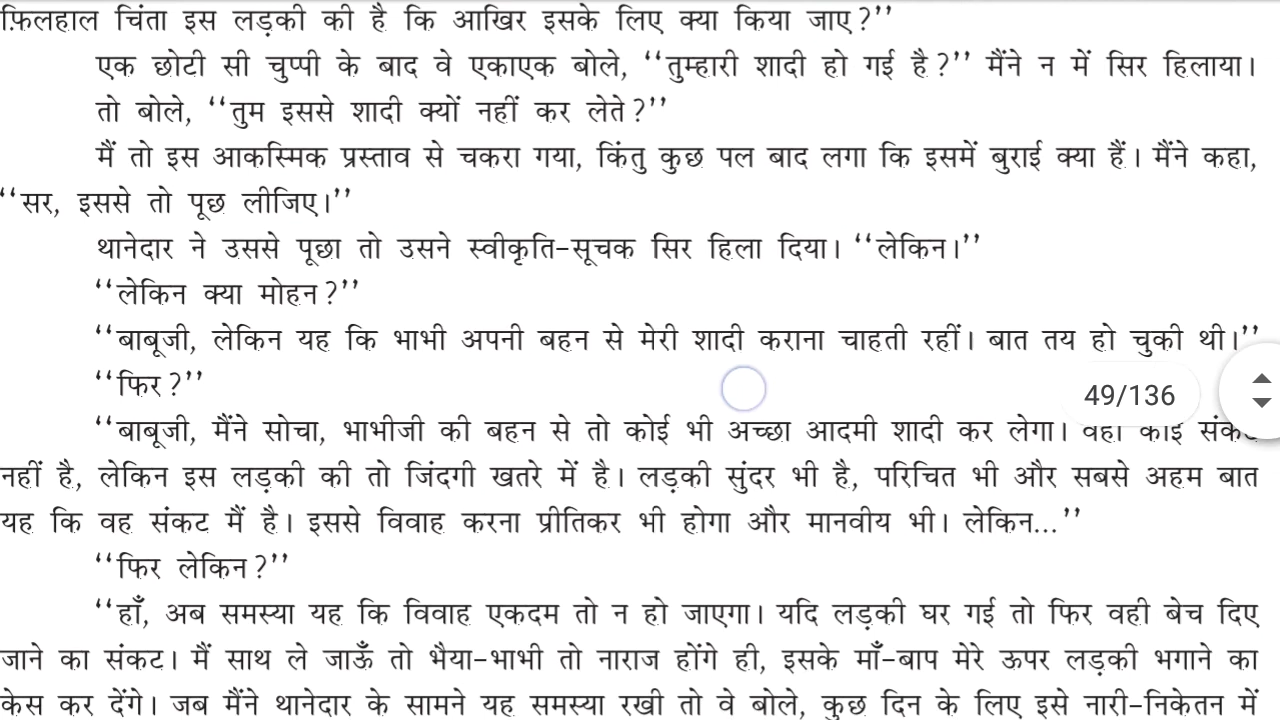 फ़िलहाल चिंता इस लड़की की है कि आखिर इसके लिए क्या किया जाए?’’
एक छोटी सी चुप्पी के बाद वे एकाएक बोले, ‘‘तुम्हारी शादी हो गई है?’’ मैंने न में सिर हिलाया।
तो बोले, ‘‘तुम इससे शादी क्यों नहीं कर लेते?’’
मैं तो इस आकस्मिक प्रस्ताव से चकरा गया, किंतु कुछ पल बाद लगा कि इसमें बुराई क्या हैं। मैंने कहा,
‘‘सर, इससे तो पूछ लीजिए।’’
थानेदार ने उससे पूछा तो उसने स्वीकृति-सूचक सिर हिला दिया। ‘‘लेकिन।’’
‘‘लेकिन क्या मोहन?’’
‘‘बाबूजी, लेकिन यह कि भाभी अपनी बहन से मेरी शादी कराना चाहती रहीं। बात तय हो चुकी थी।’’
‘‘फिर?’’
49/136
‘‘बाबूजी, मैंने सोचा, भाभीजी की बहन से तो कोई भी अच्छा आदमी शादी कर लेगा। वहाँ कोई संकट
नहीं है, लेकिन इस लड़की की तो जिंदगी खतरे में है। लड़की सुंदर भी है, परिचित भी और सबसे अहम बात
यह कि वह संकट मैं है। इससे विवाह करना प्रीतिकर भी होगा और मानवीय भी। लेकिन...’’
‘‘फिर लेकिन?’’
‘‘हाँ, अब समस्या यह कि विवाह एकदम तो न हो जाएगा। यदि लड़की घर गई तो फिर वही बेच दिए
जाने का संकट। मैं साथ ले जाऊँ तो भैया-भाभी तो नाराज होंगे ही, इसके माँ-बाप मेरे ऊपर लड़की भगाने का
केस कर देंगे। जब मैंने थानेदार के सामने यह समस्या रखी तो वे बोले, कुछ दिन के लिए इसे नारी-निकेतन में